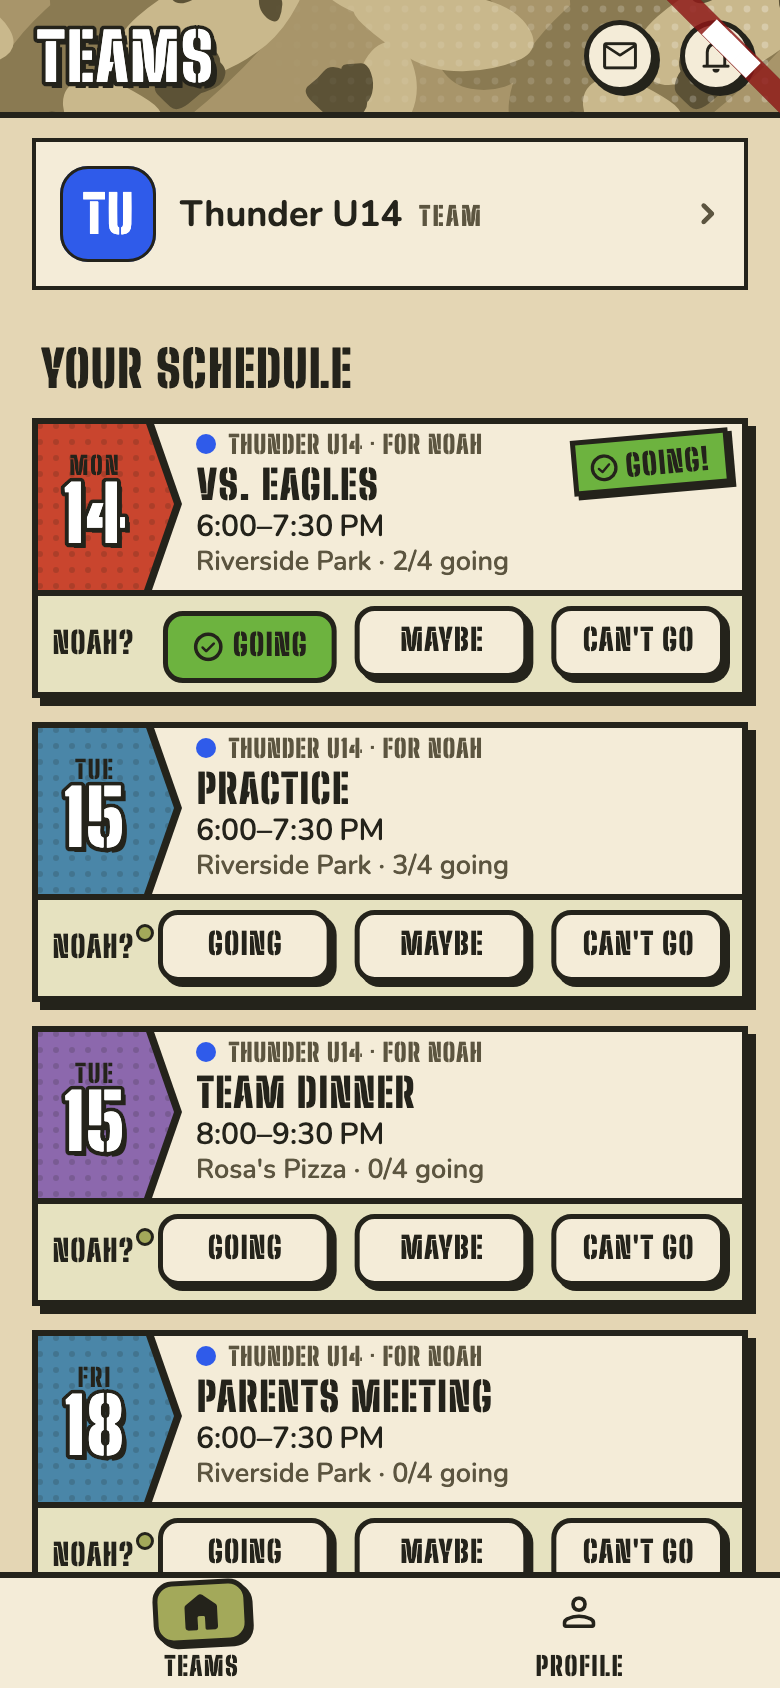 TEAMS
TU
Thunder U14 TEAM
YOUR SCHEDULE
MON
14
THUNDER U14 · FOR NOAH
VS. EAGLES
6:00–7:30 PM
Riverside Park · 2/4 going
GOING!
NOAH?
GOING
MAYBE
CAN'T GO
TUE
15
THUNDER U14 · FOR NOAH
PRACTICE
6:00–7:30 PM
Riverside Park · 3/4 going
NOAH?
GOING
MAYBE
CAN'T GO
TUE
15
THUNDER U14 · FOR NOAH
TEAM DINNER
8:00–9:30 PM
Rosa's Pizza · 0/4 going
NOAH?
GOING
MAYBE
CAN'T GO
FRI
18
THUNDER U14 · FOR NOAH
PARENTS MEETING
6:00–7:30 PM
Riverside Park · 0/4 going
NOAH?
GOING
MAYBE
CAN'T GO
TEAMS
PROFILE